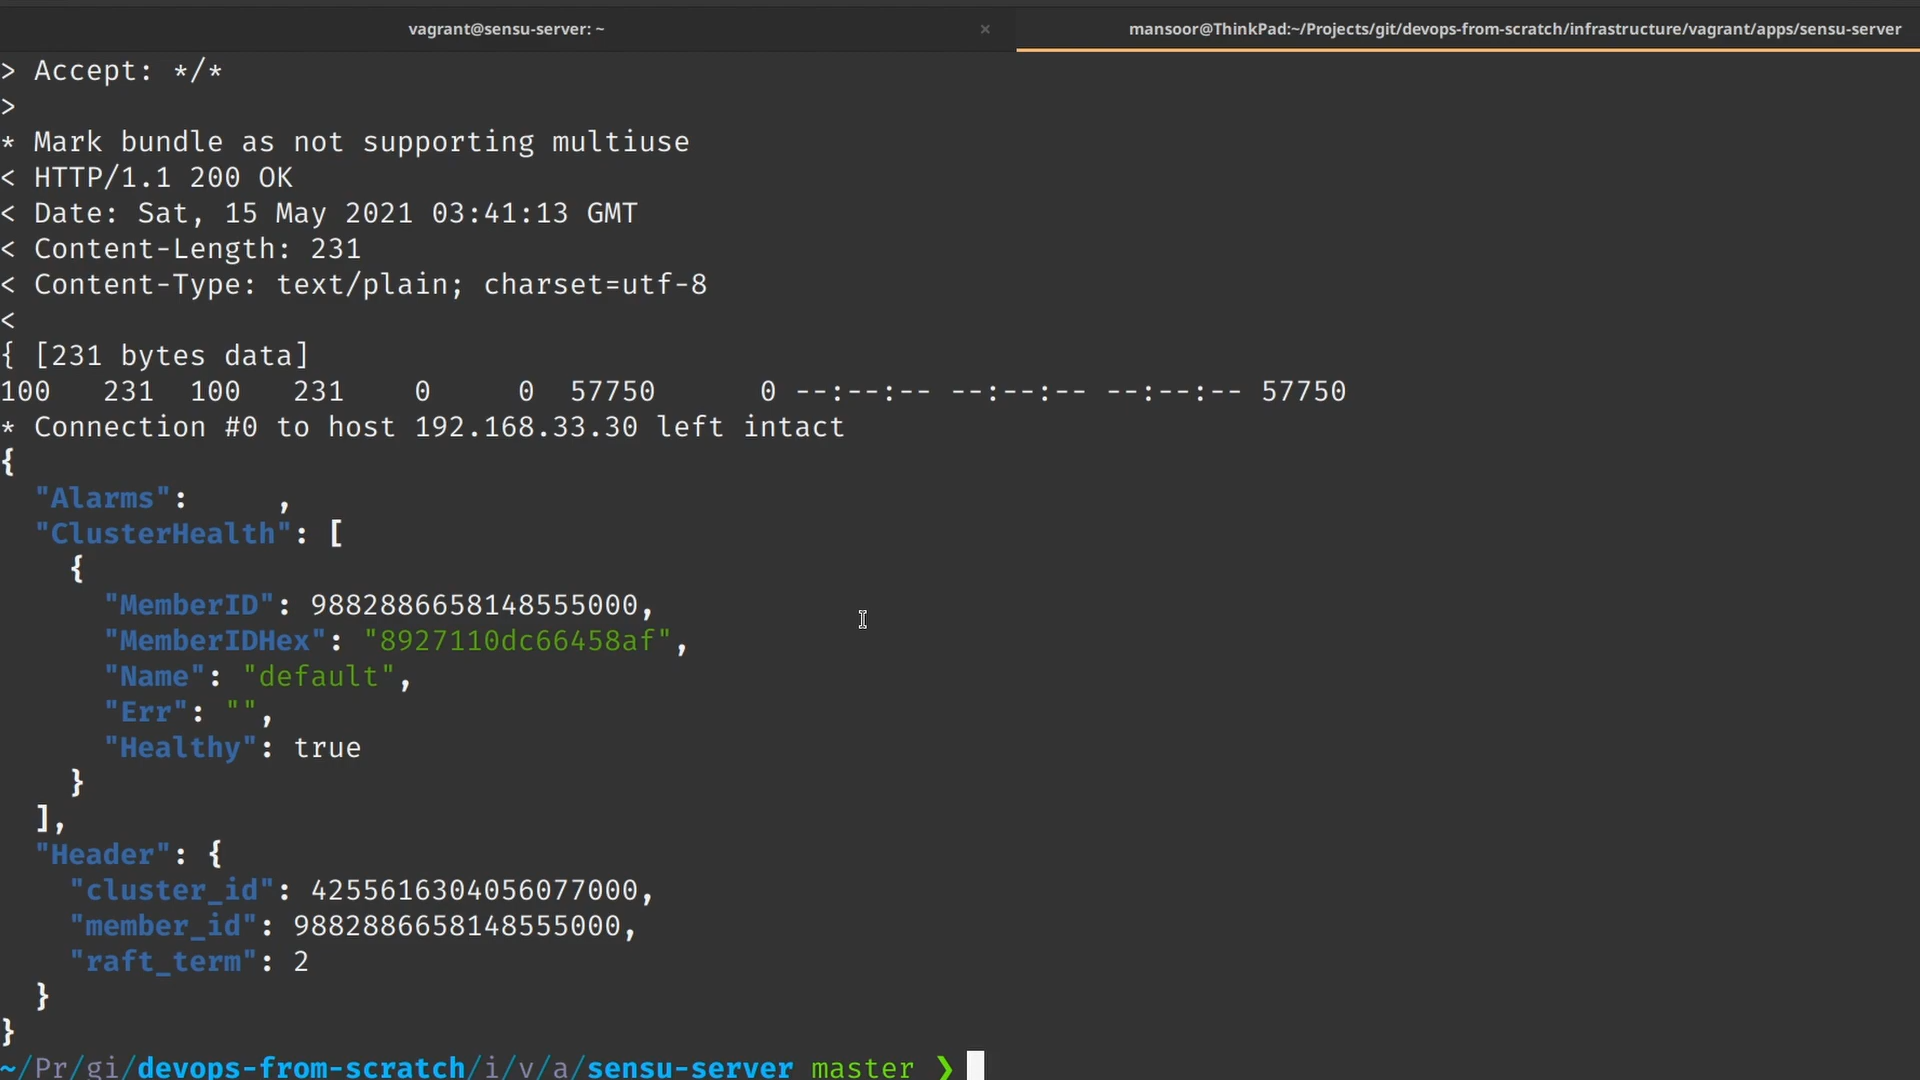 vagrant@sensu-server: ~ ×
mansoor@ThinkPad:~/Projects/git/devops-from-scratch/infrastructure/vagrant/apps/sensu-server
> Accept: */*
>
* Mark bundle as not supporting multiuse
< HTTP/1.1 200 OK
< Date: Sat, 15 May 2021 03:41:13 GMT
< Content-Length: 231
< Content-Type: text/plain; charset=utf-8
<
{ [231 bytes data]
100   231  100   231    0     0  57750      0 --:--:-- --:--:-- --:--:-- 57750
* Connection #0 to host 192.168.33.30 left intact
{
  "Alarms":     ,
  "ClusterHealth": [
    {
      "MemberID": 9882886658148555000,
      "MemberIDHex": "8927110dc66458af",
      "Name": "default",
      "Err": "",
      "Healthy": true
    }
  ],
  "Header": {
    "cluster_id": 4255616304056077000,
    "member_id": 9882886658148555000,
    "raft_term": 2
  }
}
~/Pr/gi/devops-from-scratch/i/v/a/sensu-server master ❯